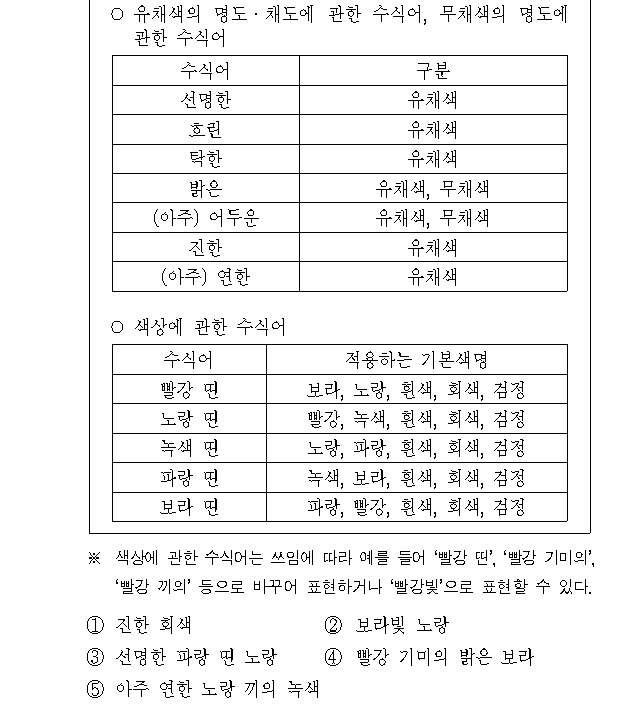 ○ 유채색의 명도·채도에 관한 수식어, 무채색의 명도에
관한 수식어
수식어 구분
선명한 유채색
흐린 유채색
탁한 유채색
밝은 유채색, 무채색
(아주) 어두운 유채색, 무채색
진한 유채색
(아주) 연한 유채색
○ 색상에 관한 수식어
수식어 적용하는 기본색명
빨강 띤 보라, 노랑, 흰색, 회색, 검정
노랑 띤 빨강, 녹색, 흰색, 회색, 검정
녹색 띤 노랑, 파랑, 흰색, 회색, 검정
파랑 띤 녹색, 보라, 흰색, 회색, 검정
보라 띤 파랑, 빨강, 흰색, 회색, 검정
※ 색상에 관한 수식어는 쓰임에 따라 예를 들어 ‘빨강 띤’, ‘빨강 기미의’,
‘빨강 끼의’ 등으로 바꾸어 표현하거나 ‘빨강빛’으로 표현할 수 있다.
① 진한 회색 ② 보라빛 노랑
③ 선명한 파랑 띤 노랑 ④ 빨강 기미의 밝은 보라
⑤ 아주 연한 노랑 끼의 녹색